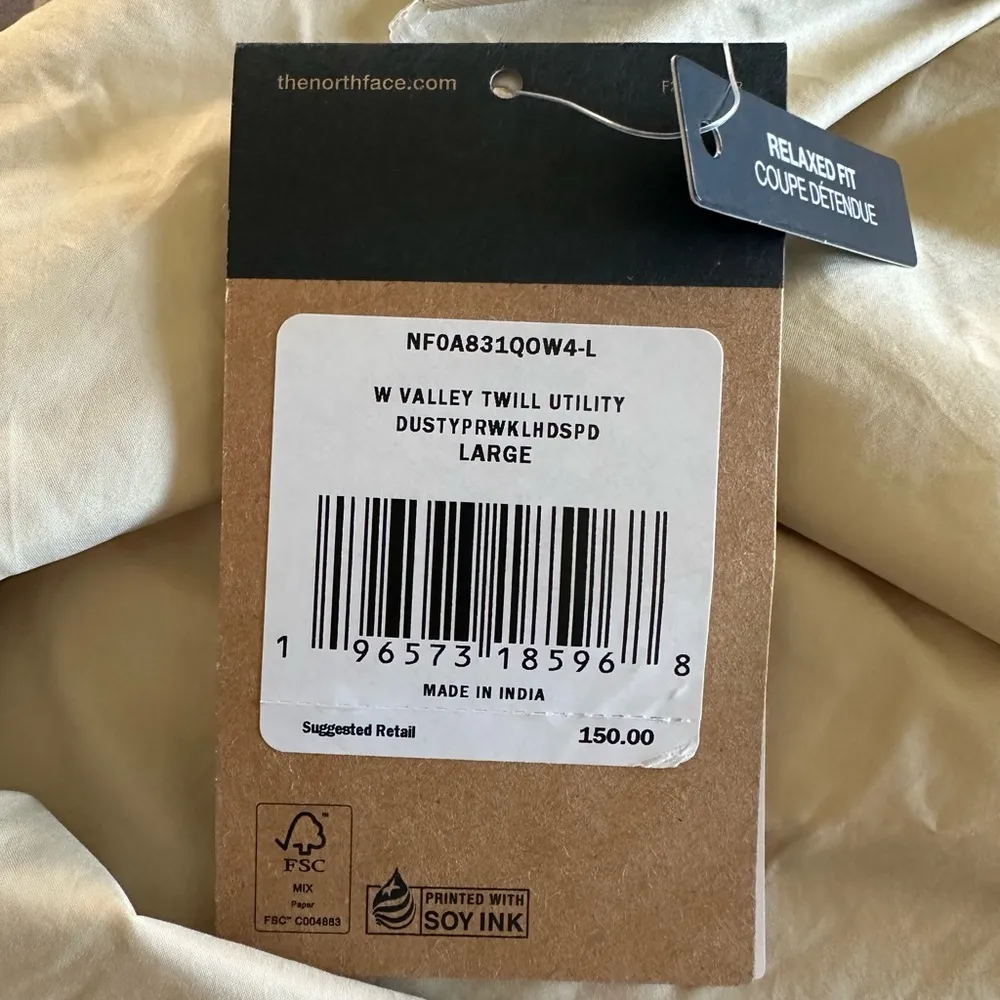 thenorthface.com
RELAXED FIT
COUPE DÉTENDUE
NF0A831QOW4-L
W VALLEY TWILL UTILITY
DUSTYPRWKLHDSPD
LARGE
1 96573 18596 8
MADE IN INDIA
Suggested Retail 150.00
FSC
MIX
Paper
FSC™ C004883
PRINTED WITH
SOY INK